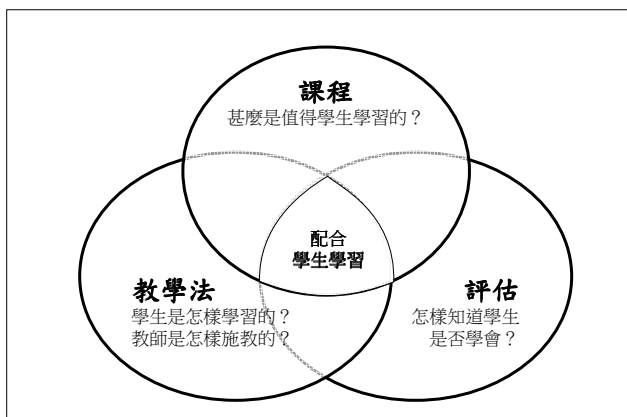 課程
甚麼是值得學生學習的？
配合
學生學習
教學法
學生是怎樣學習的？
教師是怎樣施教的？
評估
怎樣知道學生
是否學會？